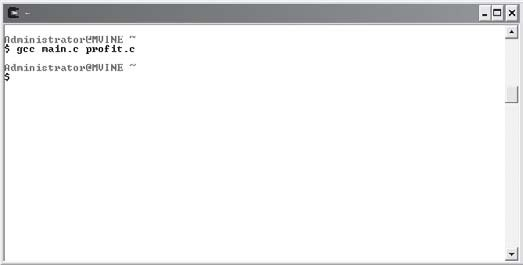 ~
Administrator@MVINE ~
$ gcc main.c profit.c
Administrator@MVINE ~
$